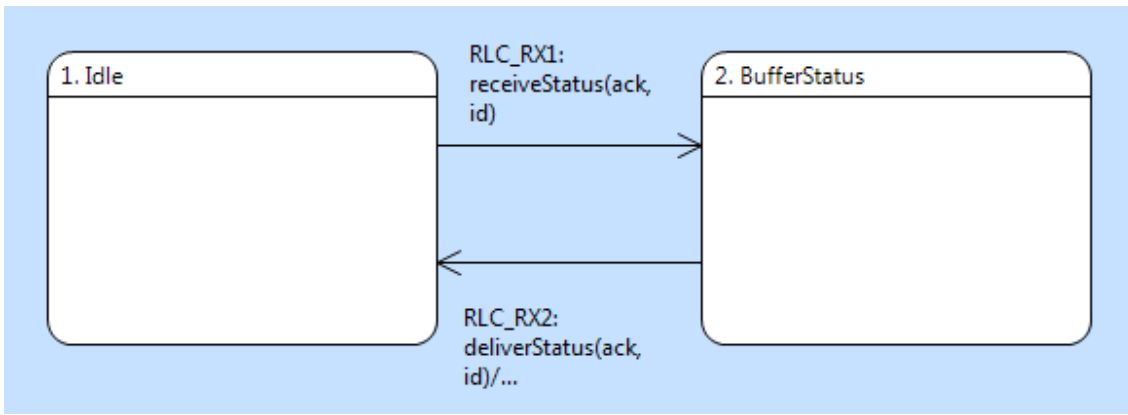 1. Idle
RLC_RX1:
receiveStatus(ack,
id)
2. BufferStatus
RLC_RX2:
deliverStatus(ack,
id)/...